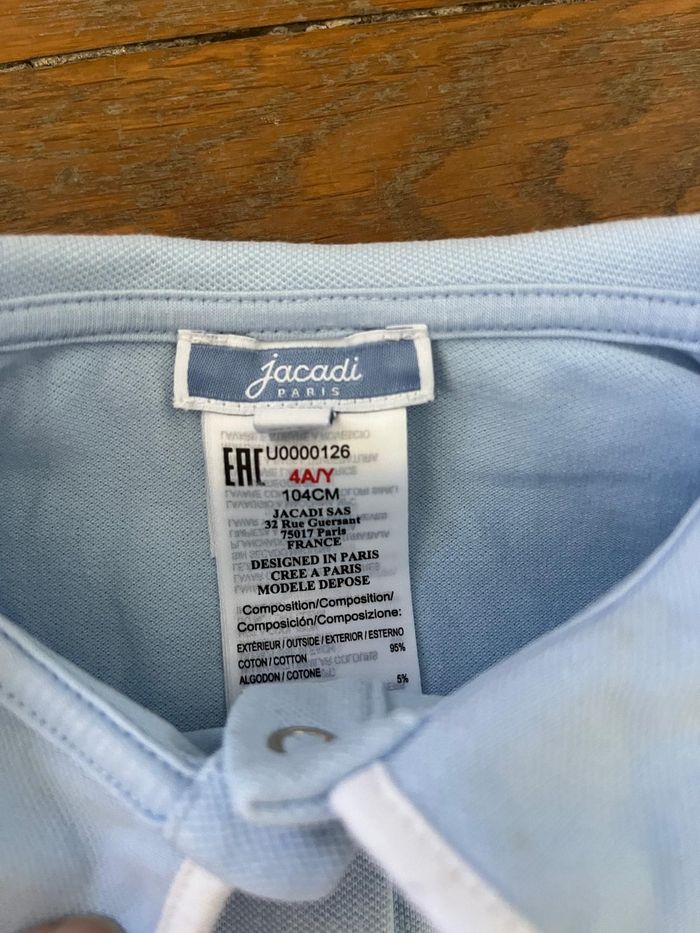 jacadi
PARIS
EAC
U0000126
4A/Y
104CM
JACADI SAS
32 Rue Guersant
75017 Paris
FRANCE
DESIGNED IN PARIS
CREE A PARIS
MODELE DEPOSE
Composition/Composition/
Composición/Composizione:
EXTÉRIEUR / OUTSIDE / EXTERIOR / ESTERNO
COTON / COTTON 95%
ALGODON / COTONE
5%